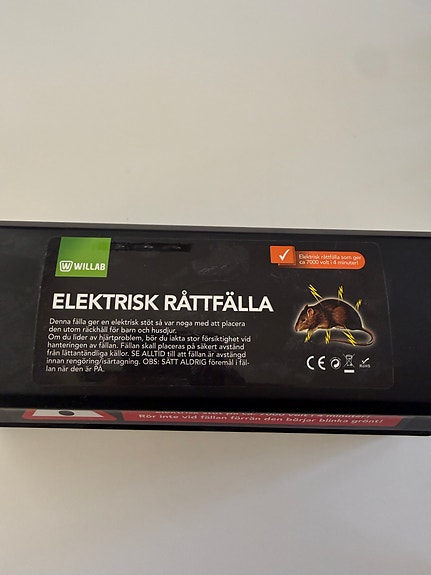 WILLAB
Elektrisk råttfälla som ger
ca 7000 volt i 4 minuter!
ELEKTRISK RÅTTFÄLLA
Denna fälla ger en elektrisk stöt så var noga med att placera
den utom räckhåll för barn och husdjur.
Om du lider av hjärtproblem, bör du iakta stor försiktighet vid
hanteringen av fällan. Fällan skall placeras på säkert avstånd
från lättantändliga källor. SE ALLTID till att fällan är avstängd
innan rengöring/isärtagning. OBS: SÄTT ALDRIG föremål i fäl-
lan när den är PÅ.
CE
RoHS
Rör inte vid fällan förrän den börjar blinka grönt!